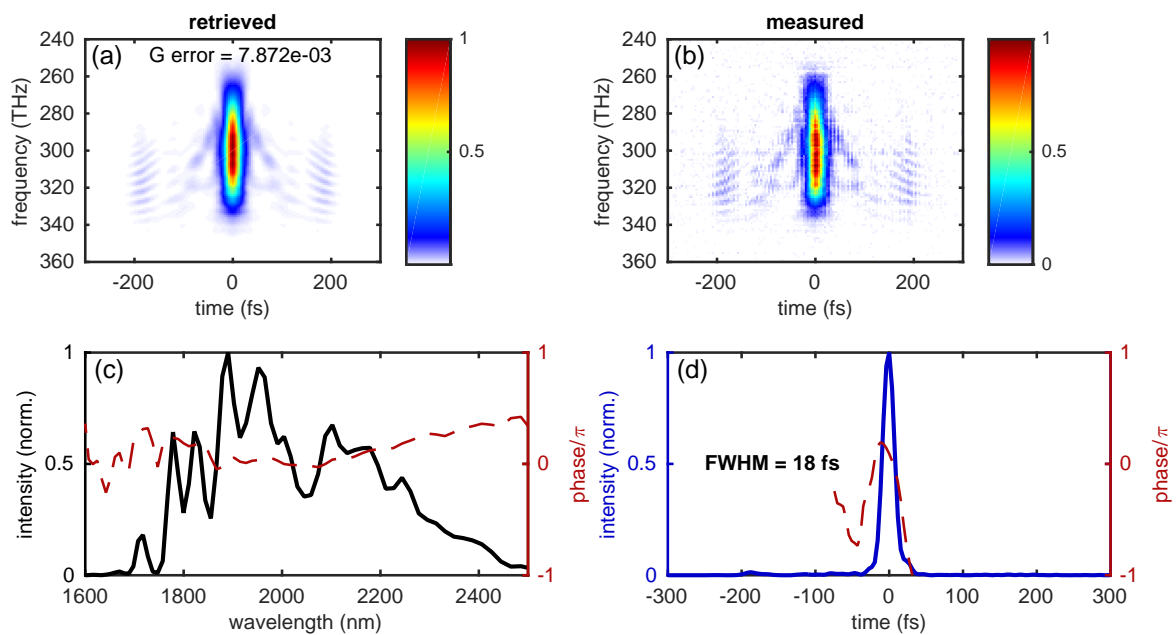 retrieved
measured
(a)
G error = 7.872e-03
240
260
280
300
320
340
360
frequency (THz)
-200
0
200
time (fs)
1
0.5
(b)
240
260
280
300
320
340
360
frequency (THz)
-200
0
200
time (fs)
1
0.5
0
(c)
1
0.5
0
intensity (norm.)
1600
1800
2000
2200
2400
wavelength (nm)
1
0
-1
phase/π
(d)
FWHM = 18 fs
1
0.5
0
intensity (norm.)
-300
-200
-100
0
100
200
300
time (fs)
1
0
-1
phase/π